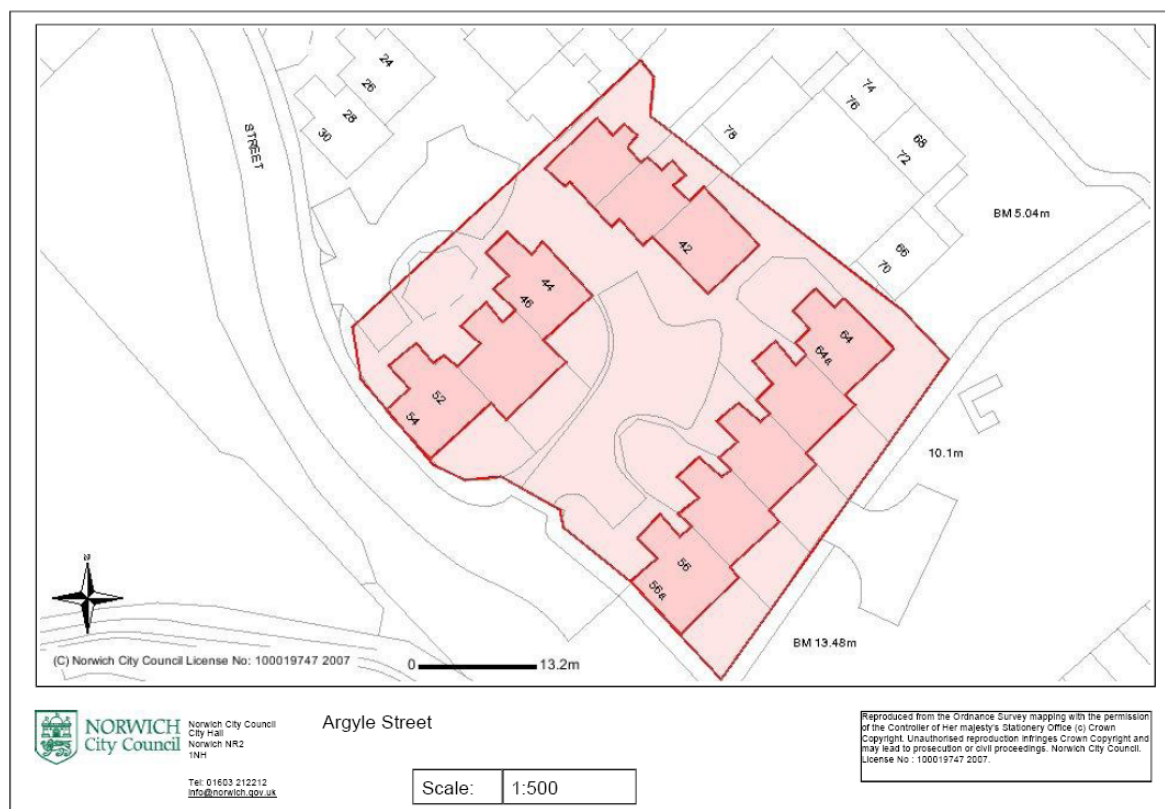 24
26
28
30
STREET
78
74
76
68
72
BM 5.04m
66
70
42
44
46
52
54
64
64a
10.1m
56
56a
BM 13.48m
N
(C) Norwich City Council License No: 100019747 2007
0 13.2m
NORWICH
City Council
Norwich City Council
City Hall
Norwich NR2
1NH
Tel: 01603 212212
info@norwich.gov.uk
Argyle Street
Scale: 1:500
Reproduced from the Ordnance Survey mapping with the permission
of the Controller of Her majesty's Stationery Office (c) Crown
Copyright. Unauthorised reproduction infringes Crown Copyright and
may lead to prosecution or civil proceedings. Norwich City Council.
License No : 100019747 2007.